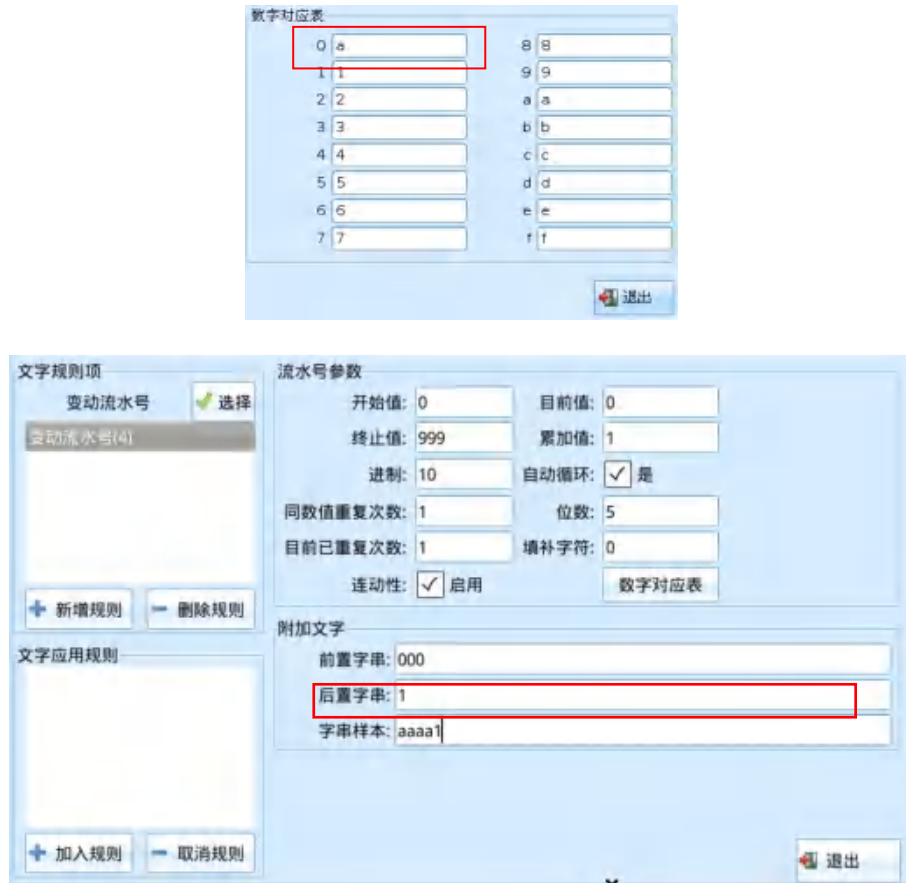 数字对应表
0 a 8 8
1 1 9 9
2 2 a a
3 3 b b
4 4 c c
5 5 d d
6 6 e e
7 7 f f
退出
文字规则项
变动流水号 选择
变动流水号(4)
新增规则 删除规则
文字应用规则
加入规则 取消规则
流水号参数
开始值: 0 目前值: 0
终止值: 999 累加值: 1
进制: 10 自动循环: 是
同数值重复次数: 1 位数: 5
目前已重复次数: 1 填补字符: 0
连动性: 启用 数字对应表
附加文字
前置字串: 000
后置字串: 1
字串样本: aaaa1
退出